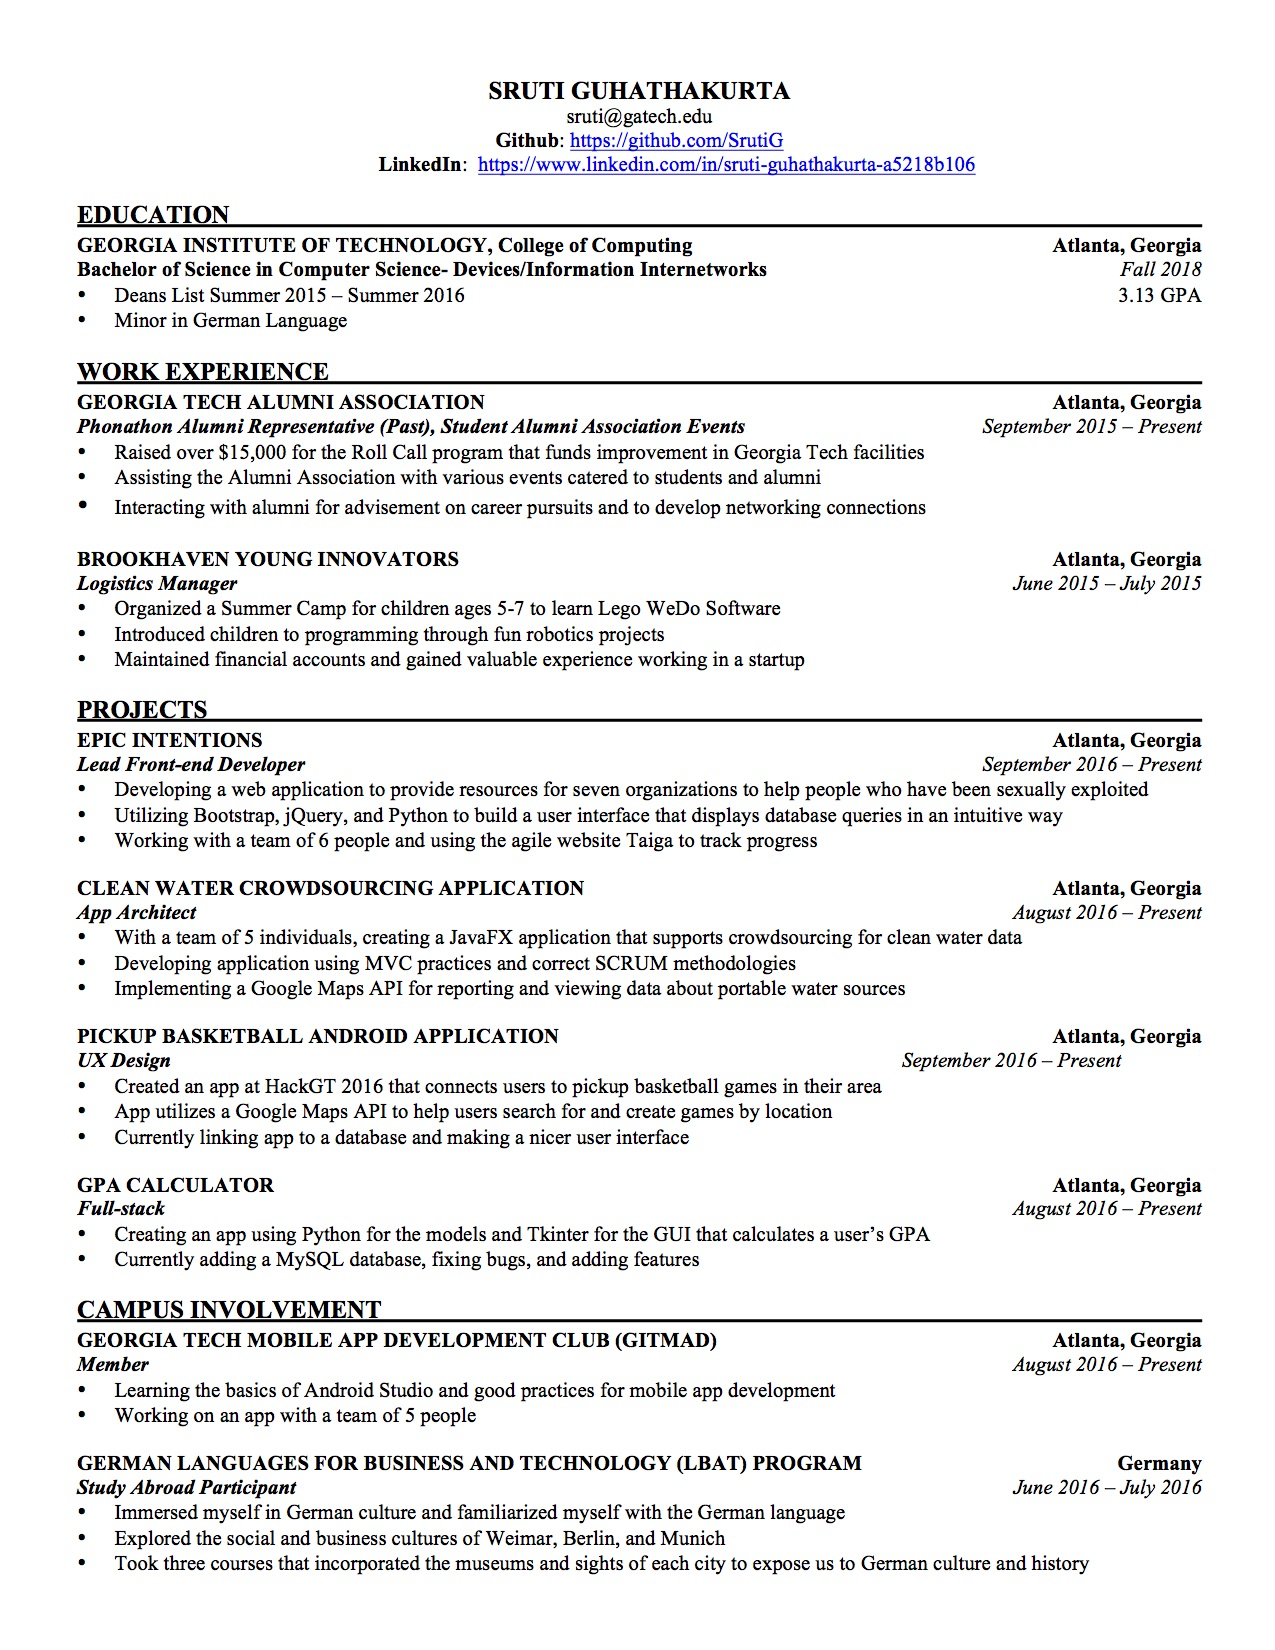 SRUTI GUHATHAKURTA
sruti@gatech.edu
Github: https://github.com/SrutiG
LinkedIn: https://www.linkedin.com/in/sruti-guhathakurta-a5218b106
EDUCATION
GEORGIA INSTITUTE OF TECHNOLOGY, College of Computing Atlanta, Georgia
Bachelor of Science in Computer Science- Devices/Information Internetworks Fall 2018
• Deans List Summer 2015 – Summer 2016 3.13 GPA
• Minor in German Language
WORK EXPERIENCE
GEORGIA TECH ALUMNI ASSOCIATION Atlanta, Georgia
Phonathon Alumni Representative (Past), Student Alumni Association Events September 2015 – Present
• Raised over $15,000 for the Roll Call program that funds improvement in Georgia Tech facilities
• Assisting the Alumni Association with various events catered to students and alumni
• Interacting with alumni for advisement on career pursuits and to develop networking connections
BROOKHAVEN YOUNG INNOVATORS Atlanta, Georgia
Logistics Manager June 2015 – July 2015
• Organized a Summer Camp for children ages 5-7 to learn Lego WeDo Software
• Introduced children to programming through fun robotics projects
• Maintained financial accounts and gained valuable experience working in a startup
PROJECTS
EPIC INTENTIONS Atlanta, Georgia
Lead Front-end Developer September 2016 – Present
• Developing a web application to provide resources for seven organizations to help people who have been sexually exploited
• Utilizing Bootstrap, jQuery, and Python to build a user interface that displays database queries in an intuitive way
• Working with a team of 6 people and using the agile website Taiga to track progress
CLEAN WATER CROWDSOURCING APPLICATION Atlanta, Georgia
App Architect August 2016 – Present
• With a team of 5 individuals, creating a JavaFX application that supports crowdsourcing for clean water data
• Developing application using MVC practices and correct SCRUM methodologies
• Implementing a Google Maps API for reporting and viewing data about portable water sources
PICKUP BASKETBALL ANDROID APPLICATION Atlanta, Georgia
UX Design September 2016 – Present
• Created an app at HackGT 2016 that connects users to pickup basketball games in their area
• App utilizes a Google Maps API to help users search for and create games by location
• Currently linking app to a database and making a nicer user interface
GPA CALCULATOR Atlanta, Georgia
Full-stack August 2016 – Present
• Creating an app using Python for the models and Tkinter for the GUI that calculates a user’s GPA
• Currently adding a MySQL database, fixing bugs, and adding features
CAMPUS INVOLVEMENT
GEORGIA TECH MOBILE APP DEVELOPMENT CLUB (GITMAD) Atlanta, Georgia
Member August 2016 – Present
• Learning the basics of Android Studio and good practices for mobile app development
• Working on an app with a team of 5 people
GERMAN LANGUAGES FOR BUSINESS AND TECHNOLOGY (LBAT) PROGRAM Germany
Study Abroad Participant June 2016 – July 2016
• Immersed myself in German culture and familiarized myself with the German language
• Explored the social and business cultures of Weimar, Berlin, and Munich
• Took three courses that incorporated the museums and sights of each city to expose us to German culture and history